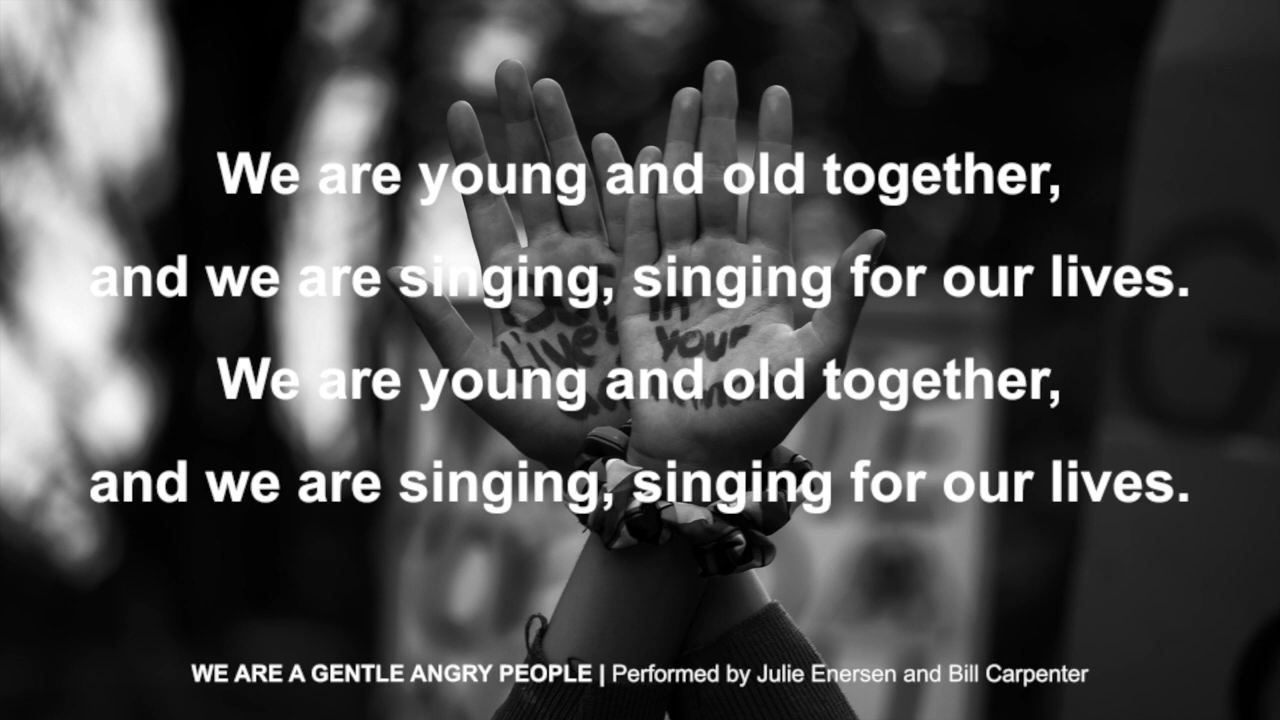 We are young and old together,
and we are singing, singing for our lives.
We are young and old together,
and we are singing, singing for our lives.
in
your
WE ARE A GENTLE ANGRY PEOPLE | Performed by Julie Enersen and Bill Carpenter